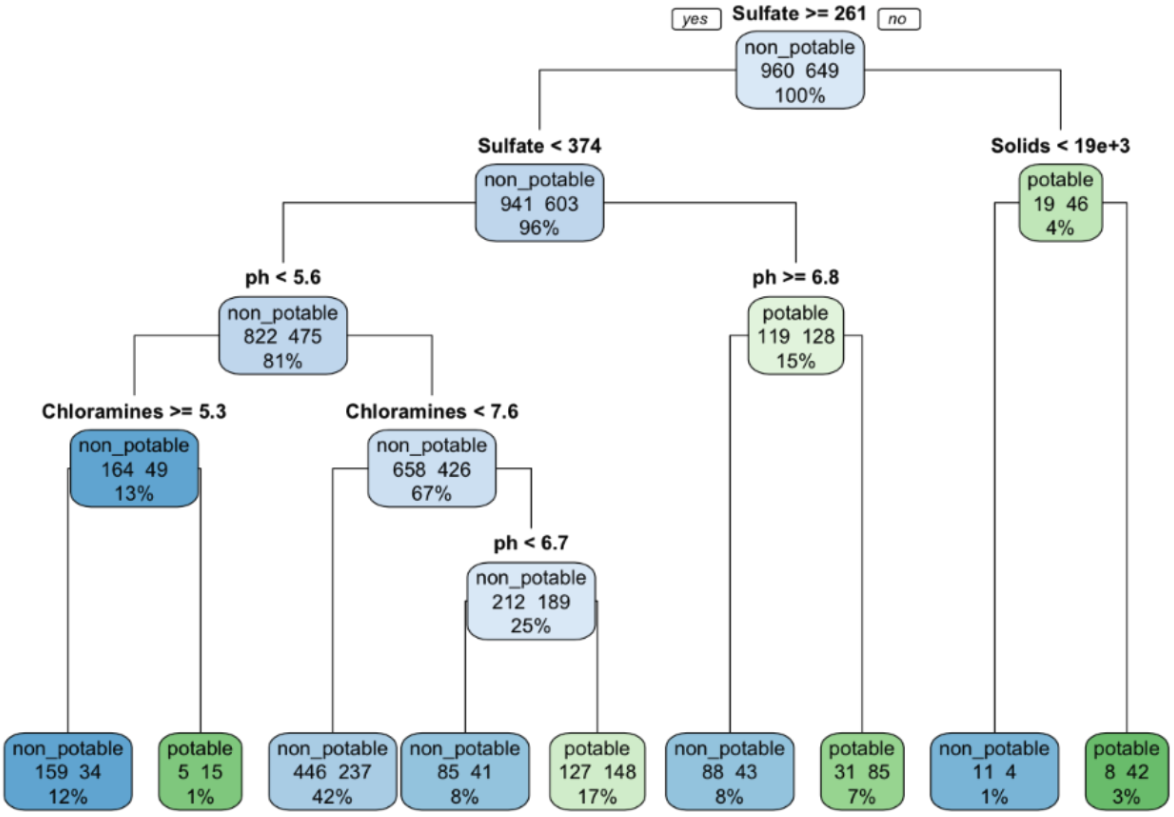 yes Sulfate >= 261 no
non_potable
960 649
100%
Sulfate < 374
non_potable
941 603
96%
Solids < 19e+3
potable
19 46
4%
ph < 5.6
non_potable
822 475
81%
ph >= 6.8
potable
119 128
15%
Chloramines >= 5.3
non_potable
164 49
13%
Chloramines < 7.6
non_potable
658 426
67%
ph < 6.7
non_potable
212 189
25%
non_potable
159 34
12%
potable
5 15
1%
non_potable
446 237
42%
non_potable
85 41
8%
potable
127 148
17%
non_potable
88 43
8%
potable
31 85
7%
non_potable
11 4
1%
potable
8 42
3%